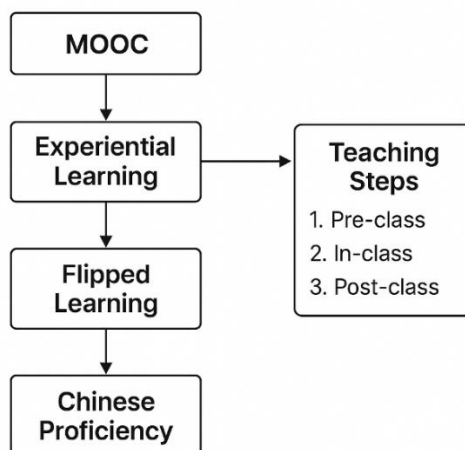 MOOC
Experiential
Learning
Teaching
Steps
1. Pre-class
2. In-class
3. Post-class
Flipped
Learning
Chinese
Proficiency